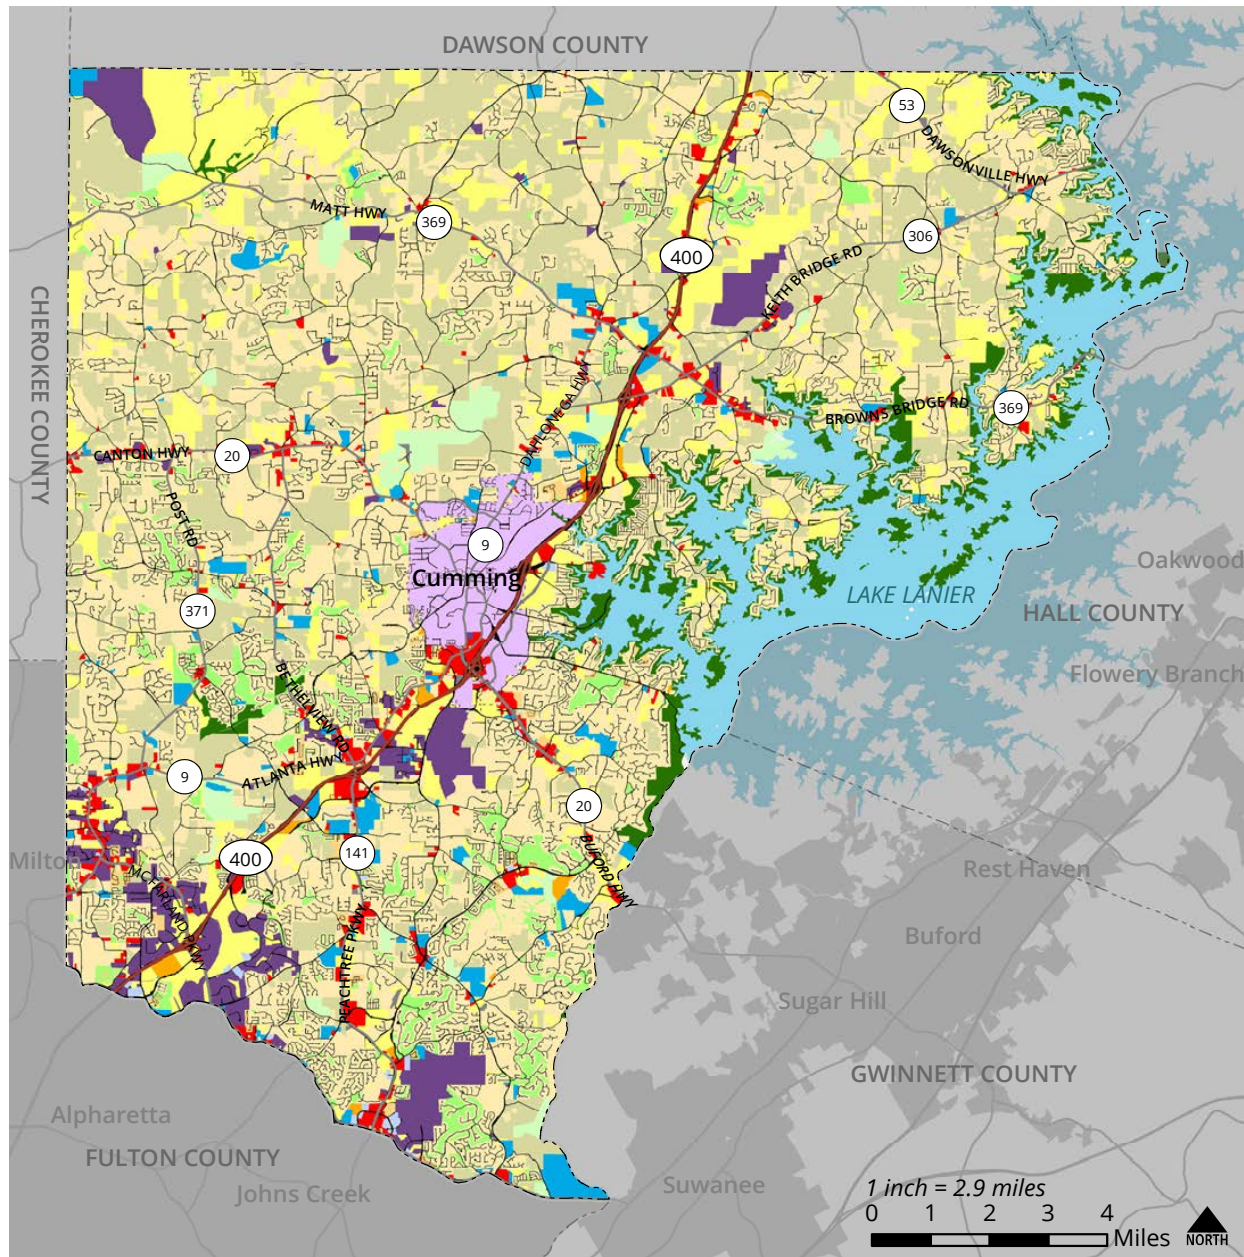 DAWSON COUNTY
53
DAWSONVILLE HWY
MATT HWY
369
306
400
KEITH BRIDGE RD
CHEROKEE COUNTY
DAHLONEGA HWY
BROWNS BRIDGE RD
369
CANTON HWY
20
POST RD
9
Cumming
Oakwood
LAKE LANIER
HALL COUNTY
371
Flowery Branch
BETHELVIEW RD
9
ATLANTA HWY
20
BUFORD HWY
400
141
Milton
MCFARLAND PKWY
Rest Haven
PEACHTREE PKWY
Buford
Sugar Hill
GWINNETT COUNTY
Alpharetta
FULTON COUNTY
Johns Creek
Suwanee
1 inch = 2.9 miles
0 1 2 3 4
Miles
NORTH